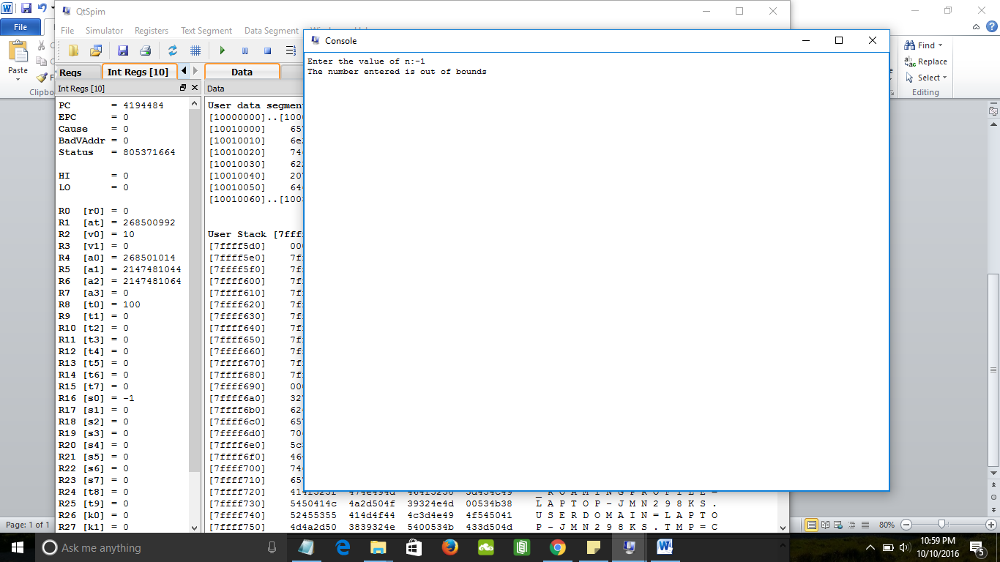 File
Paste
Clipbo
Page: 1 of 1
QtSpim
File Simulator Registers Text Segment Data Segment
Regs Int Regs [10] Data
Int Regs [10]
PC = 4194484
EPC = 0
Cause = 0
BadVAddr = 0
Status = 805371664
HI = 0
LO = 0
R0 [r0] = 0
R1 [at] = 268500992
R2 [v0] = 10
R3 [v1] = 0
R4 [a0] = 268501014
R5 [a1] = 2147481044
R6 [a2] = 2147481064
R7 [a3] = 0
R8 [t0] = 100
R9 [t1] = 0
R10 [t2] = 0
R11 [t3] = 0
R12 [t4] = 0
R13 [t5] = 0
R14 [t6] = 0
R15 [t7] = 0
R16 [s0] = -1
R17 [s1] = 0
R18 [s2] = 0
R19 [s3] = 0
R20 [s4] = 0
R21 [s5] = 0
R22 [s6] = 0
R23 [s7] = 0
R24 [t8] = 0
R25 [t9] = 0
R26 [k0] = 0
R27 [k1] = 0
Data
User data segmen
[10000000]..[100
[10010000] 65
[10010010] 6e
[10010020] 74
[10010030] 62
[10010040] 20
[10010050] 64
[10010060]..[100
User Stack [7fff
[7ffff5d0] 00
[7ffff5e0] 7f
[7ffff5f0] 7f
[7ffff600] 7f
[7ffff610] 7f
[7ffff620] 7f
[7ffff630] 7f
[7ffff640] 7f
[7ffff650] 7f
[7ffff660] 7f
[7ffff670] 7f
[7ffff680] 7f
[7ffff690] 00
[7ffff6a0] 32
[7ffff6b0] 62
[7ffff6c0] 65
[7ffff6d0] 70
[7ffff6e0] 5c
[7ffff6f0] 46
[7ffff700] 74
[7ffff710] 65
[7ffff720] 414f525f 474e494d 464f5250 3d454c49 _ R O A M I N G P R O F I L E =
[7ffff730] 5450414c 4a2d504f 39324e4d 00534b38 L A P T O P - J M N 2 9 8 K S .
[7ffff740] 52455355 414d4f44 4c3d4e49 4f545041 U S E R D O M A I N = L A P T O
[7ffff750] 4d4a2d50 3839324e 5400534b 433d504d P - J M N 2 9 8 K S . T M P = C
Console
Enter the value of n:-1
The number entered is out of bounds
Find
Replace
Select
Editing
80%
Ask me anything
10:59 PM
10/10/2016
5